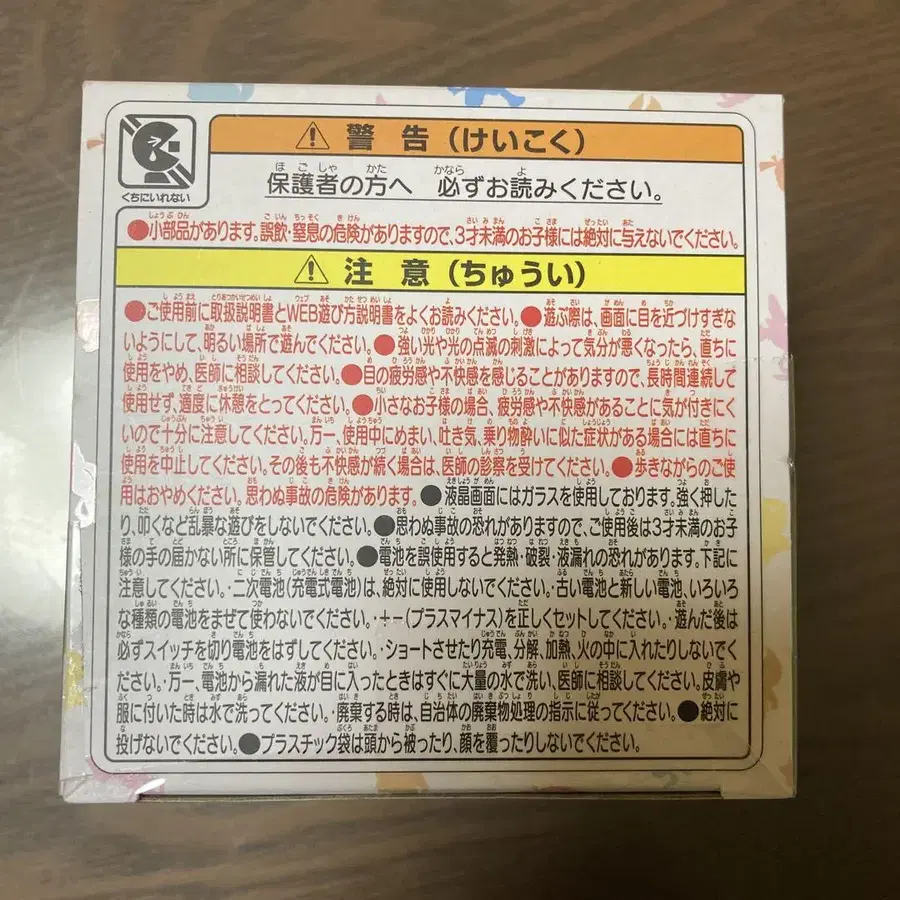 くちにいれない
警告（けいこく）
保護者の方へ 必ずお読みください。
●小部品があります。誤飲・窒息の危険がありますので、3才未満のお子様には絶対に与えないでください。
注意（ちゅうい）
●ご使用前に取扱説明書とWEB遊び方説明書をよくお読みください。●遊ぶ際は、画面に目を近づけすぎな
いようにして、明るい場所で遊んでください。●強い光や光の点滅の刺激によって気分が悪くなったら、直ちに
使用をやめ、医師に相談してください。●目の疲労感や不快感を感じることがありますので、長時間連続して
使用せず、適度に休憩をとってください。●小さなお子様の場合、疲労感や不快感があることに気が付きにく
いので十分に注意してください。万一、使用中にめまい、吐き気、乗り物酔いに似た症状がある場合には直ちに
使用を中止してください。その後も不快感が続く場合は、医師の診察を受けてください。●歩きながらのご使
用はおやめください。思わぬ事故の危険があります。●液晶画面にはガラスを使用しております。強く押した
り、叩くなど乱暴な遊びをしないでください。●思わぬ事故の恐れがありますので、ご使用後は3才未満のお子
様の手の届かない所に保管してください。●電池を誤使用すると発熱・破裂・液漏れの恐れがあります。下記に
注意してください。・二次電池（充電式電池）は、絶対に使用しないでください。・古い電池と新しい電池、いろいろ
な種類の電池をまぜて使わないでください。・＋−（プラスマイナス）を正しくセットしてください。・遊んだ後は
必ずスイッチを切り電池をはずしてください。・ショートさせたり充電、分解、加熱、火の中に入れたりしないでく
ださい。・万一、電池から漏れた液が目に入ったときはすぐに大量の水で洗い、医師に相談してください。皮膚や
服に付いた時は水で洗ってください。・廃棄する時は、自治体の廃棄物処理の指示に従ってください。●絶対に
投げないでください。●プラスチック袋は頭から被ったり、顔を覆ったりしないでください。